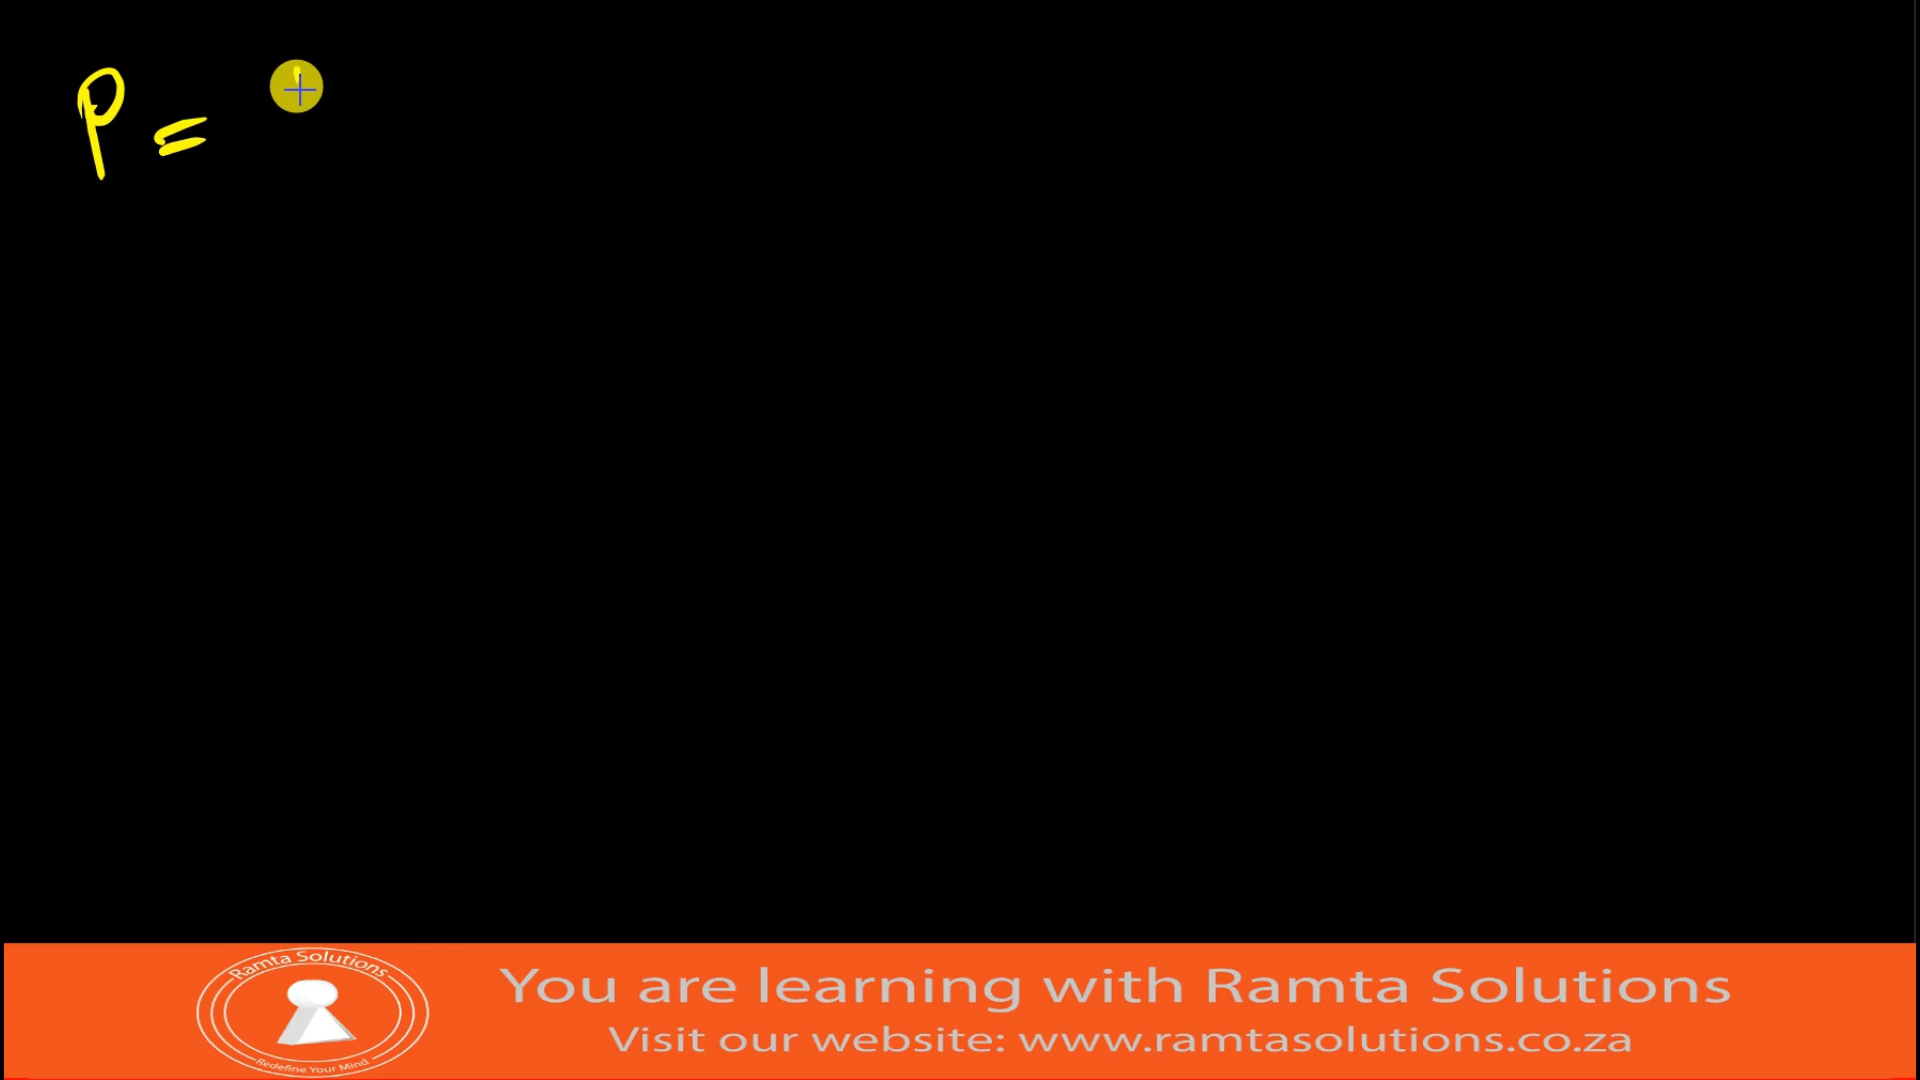 P =
Ramta Solutions
Redefine Your Mind
You are learning with Ramta Solutions
Visit our website: www.ramtasolutions.co.za